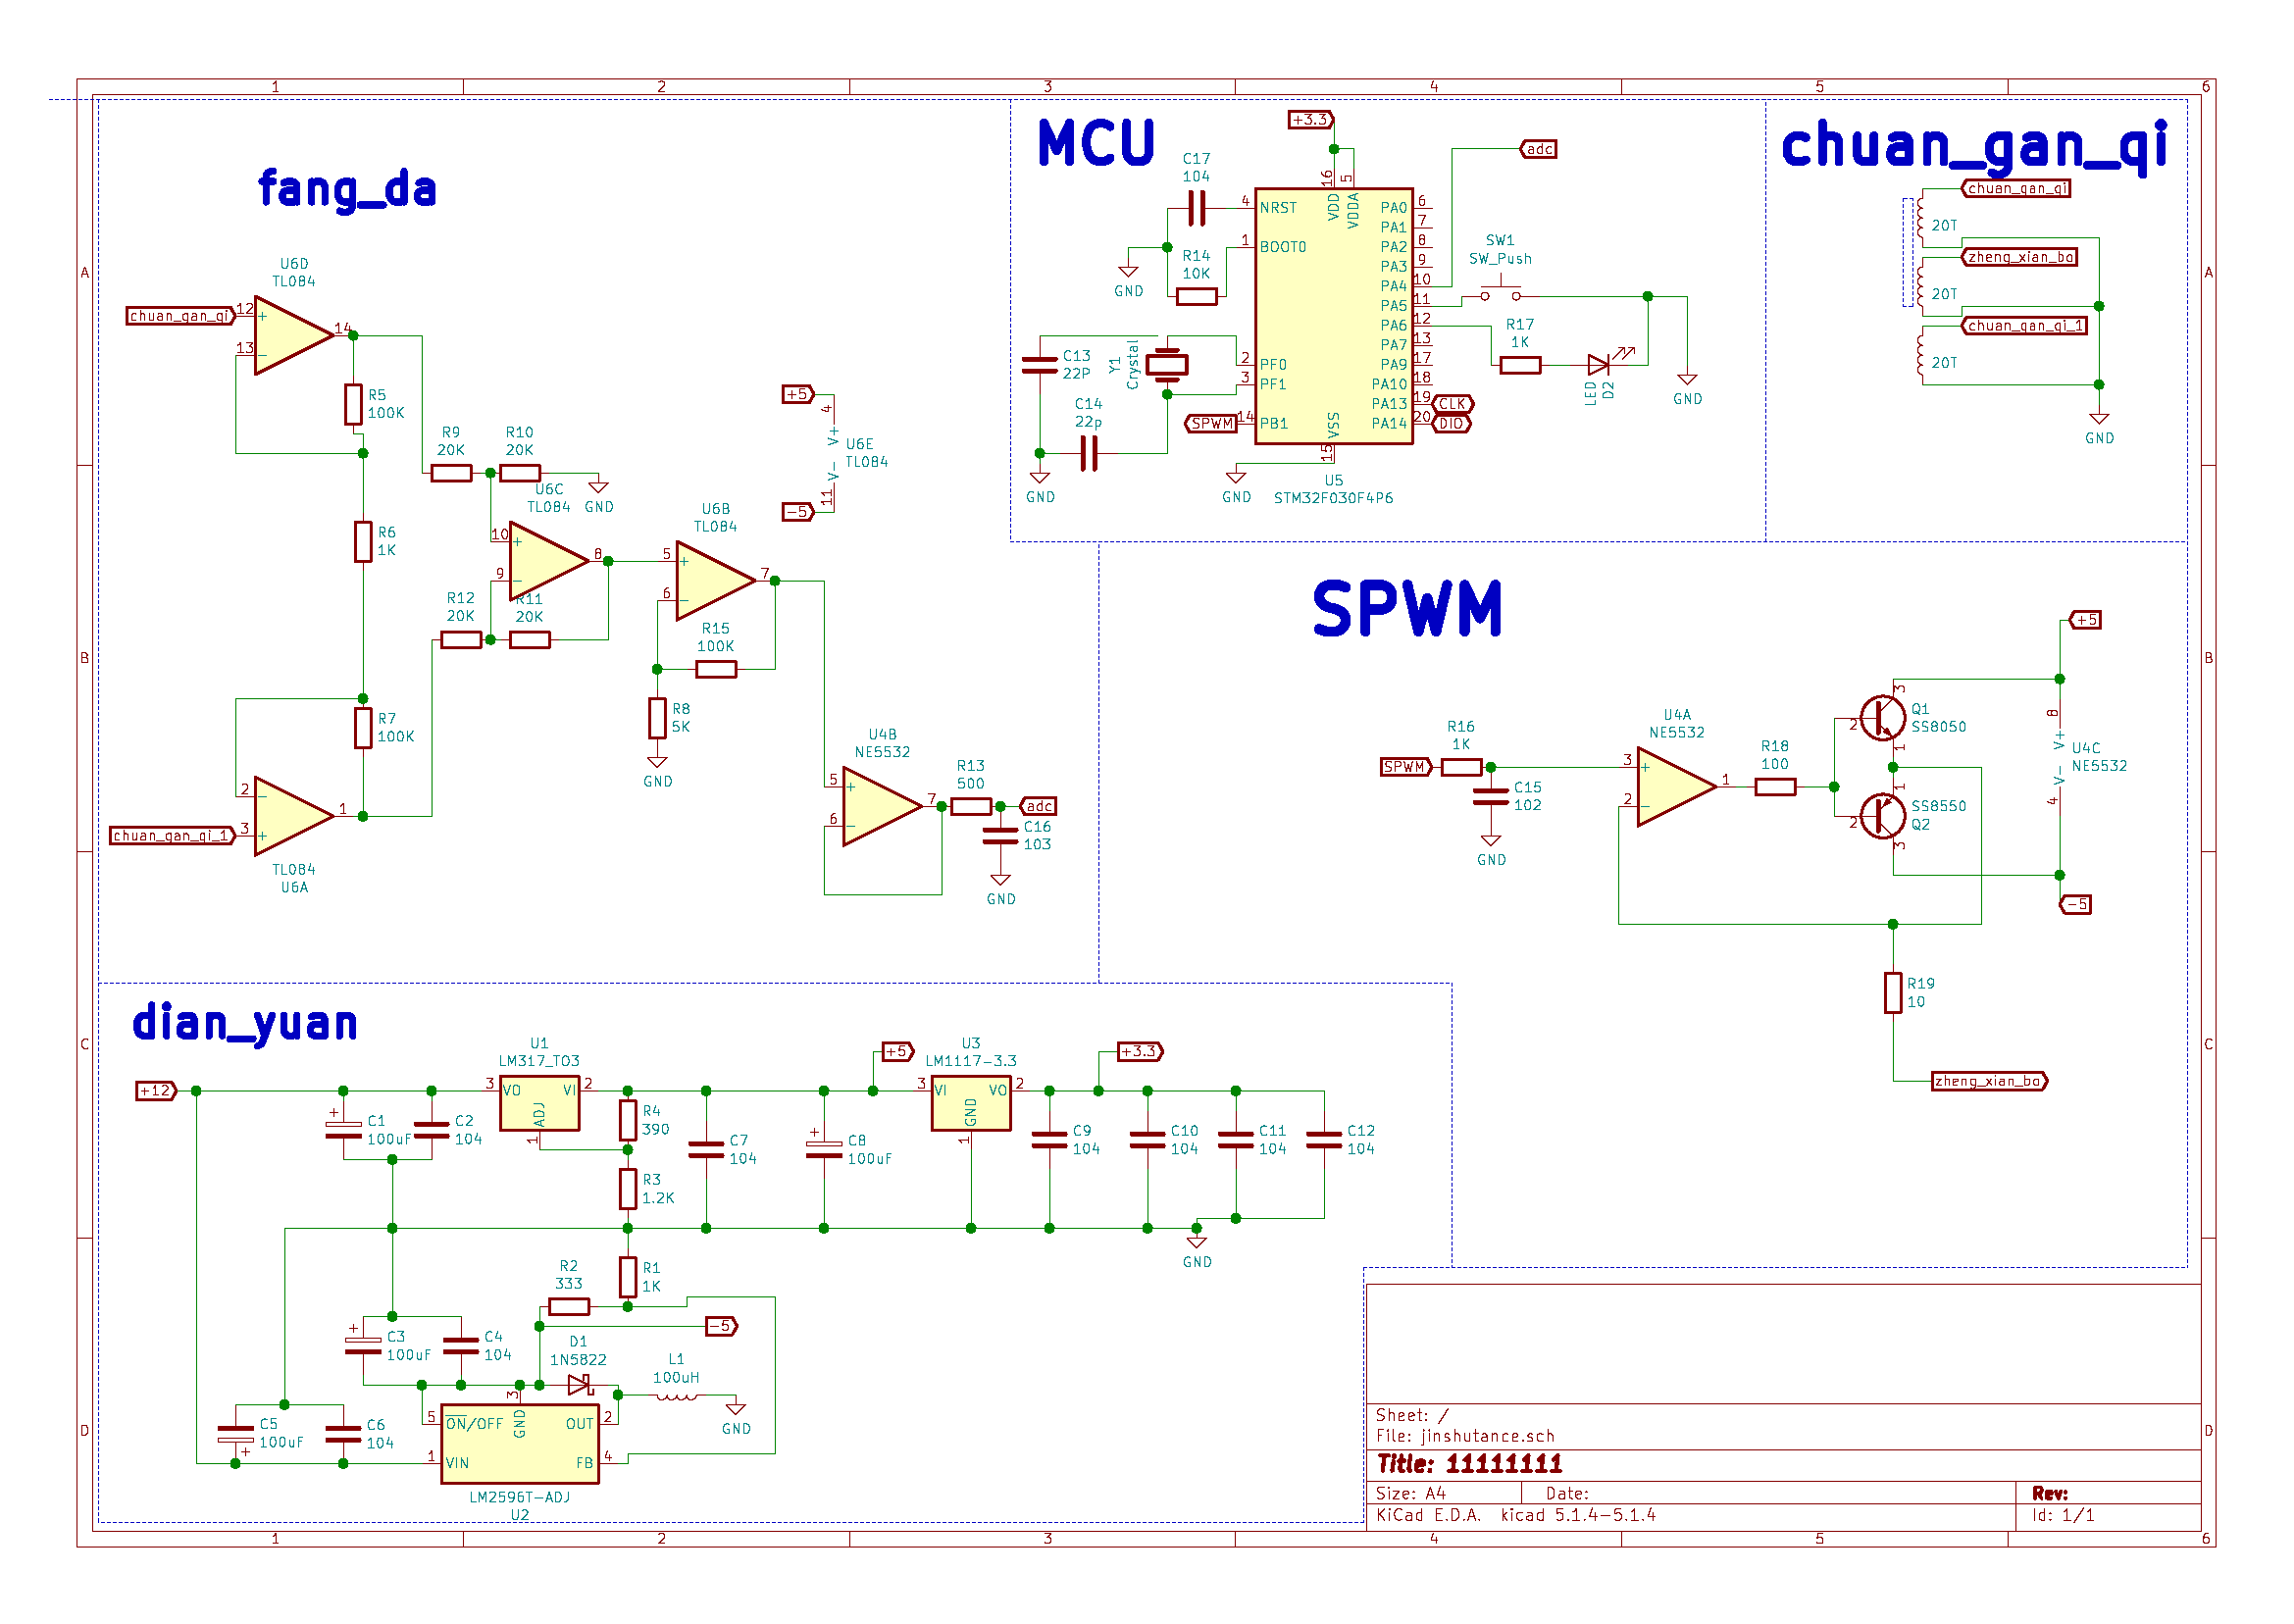 1 2 3 4 5 6
A
B
C
D
fang_da
U6D
TL084
chuan_gan_qi
12
+
13
−
14
R5
100K
R9
20K
R10
20K
GND
R6
1K
U6C
TL084
10
+
9
−
8
R12
20K
R11
20K
R7
100K
2
−
3
+
1
chuan_gan_qi_1
TL084
U6A
+5
4
V+
U6E
TL084
V−
11
−5
U6B
TL084
5
+
6
−
7
R15
100K
R8
5K
GND
U4B
NE5532
5
+
6
−
7
R13
500
adc
C16
103
GND
MCU
+3.3
adc
C17
104
16
5
VDD
VDDA
4
NRST
1
BOOT0
R14
10K
GND
2
PF0
3
PF1
14
PB1
SPWM
C13
22P
Y1
Crystal
C14
22p
GND
GND
VSS
15
U5
STM32F030F4P6
PA0
6
PA1
7
PA2
8
PA3
9
PA4
10
PA5
11
PA6
12
PA7
13
PA9
17
PA10
18
PA13
19
CLK
PA14
20
DIO
SW1
SW_Push
R17
1K
LED
D2
GND
chuan_gan_qi
chuan_gan_qi
20T
zheng_xian_bo
20T
chuan_gan_qi_1
20T
GND
SPWM
SPWM
R16
1K
C15
102
GND
U4A
NE5532
3
+
2
−
1
R18
100
Q1
SS8050
2
3
1
SS8550
Q2
2
1
3
+5
8
V+
U4C
NE5532
V−
4
−5
R19
10
zheng_xian_bo
dian_yuan
+12
C1
100uF
+
C2
104
U1
LM317_TO3
3
VO
VI
2
ADJ
1
R4
390
R3
1.2K
C7
104
C8
100uF
+
+5
U3
LM1117-3.3
3
VI
VO
2
GND
1
+3.3
C9
104
C10
104
C11
104
C12
104
GND
R2
333
R1
1K
−5
C3
100uF
+
C4
104
D1
1N5822
L1
100uH
GND
C5
100uF
+
C6
104
5
ON/OFF
GND
3
OUT
2
1
VIN
FB
4
LM2596T-ADJ
U2
Sheet: /
File: jinshutance.sch
Title: 11111111
Size: A4 Date: Rev:
KiCad E.D.A. kicad 5.1.4-5.1.4 Id: 1/1
1 2 3 4 5 6
A
B
C
D